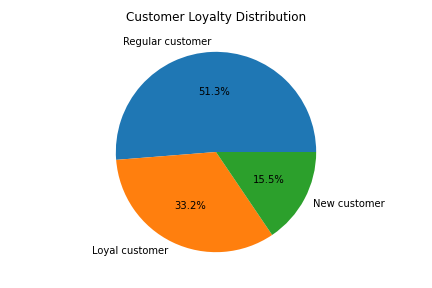 Customer Loyalty Distribution
Regular customer
51.3%
15.5%
33.2%
New customer
Loyal customer